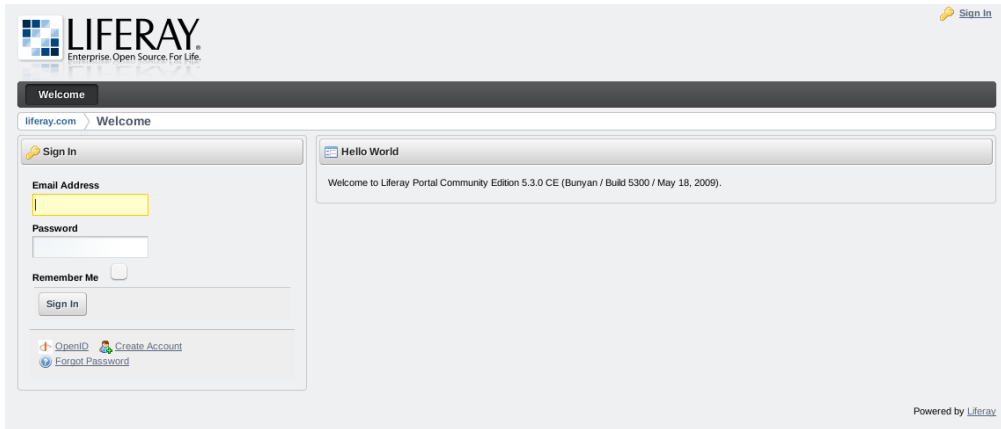 LIFERAY®
Enterprise. Open Source. For Life.
Sign In
Welcome
liferay.com Welcome
Sign In
Email Address
Password
Remember Me
Sign In
OpenID Create Account
Forgot Password
Hello World
Welcome to Liferay Portal Community Edition 5.3.0 CE (Bunyan / Build 5300 / May 18, 2009).
Powered by Liferay